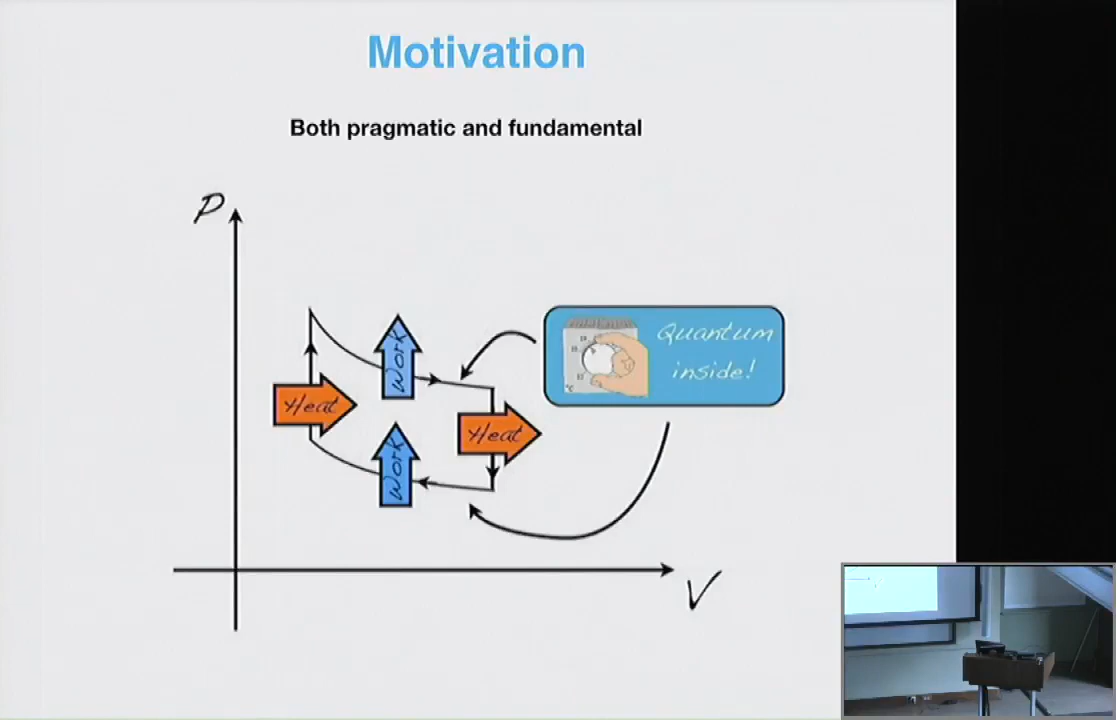 Motivation
Both pragmatic and fundamental
P
Work
Quantum
inside!
Heat
Heat
Work
V